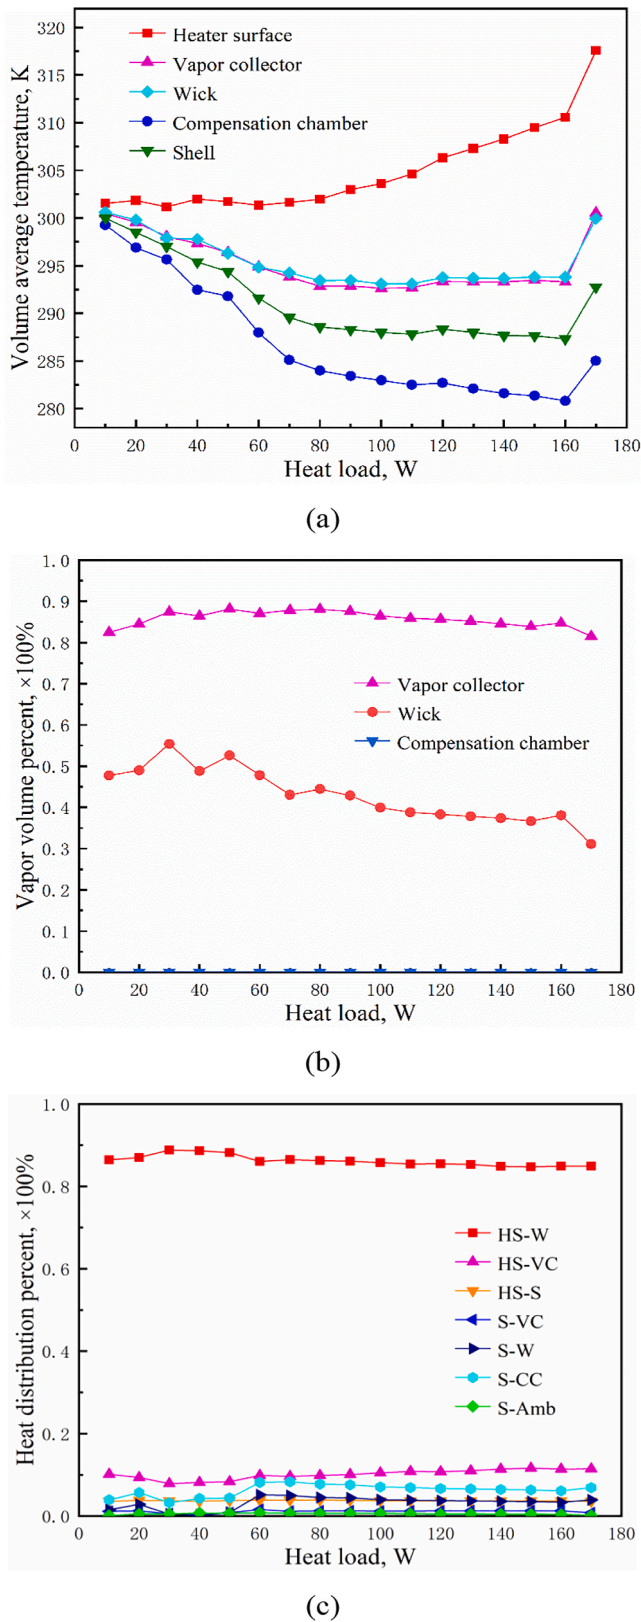 320
315
310
305
300
295
290
285
280
Volume average temperature, K
Heater surface
Vapor collector
Wick
Compensation chamber
Shell
0 20 40 60 80 100 120 140 160 180
Heat load, W
(a)
1.0
0.9
0.8
0.7
0.6
0.5
0.4
0.3
0.2
0.1
0.0
Vapor volume percent, ×100%
Vapor collector
Wick
Compensation chamber
0 20 40 60 80 100 120 140 160 180
Heat load, W
(b)
1.0
0.8
0.6
0.4
0.2
0.0
Heat distribution percent, ×100%
HS-W
HS-VC
HS-S
S-VC
S-W
S-CC
S-Amb
0 20 40 60 80 100 120 140 160 180
Heat load, W
(c)